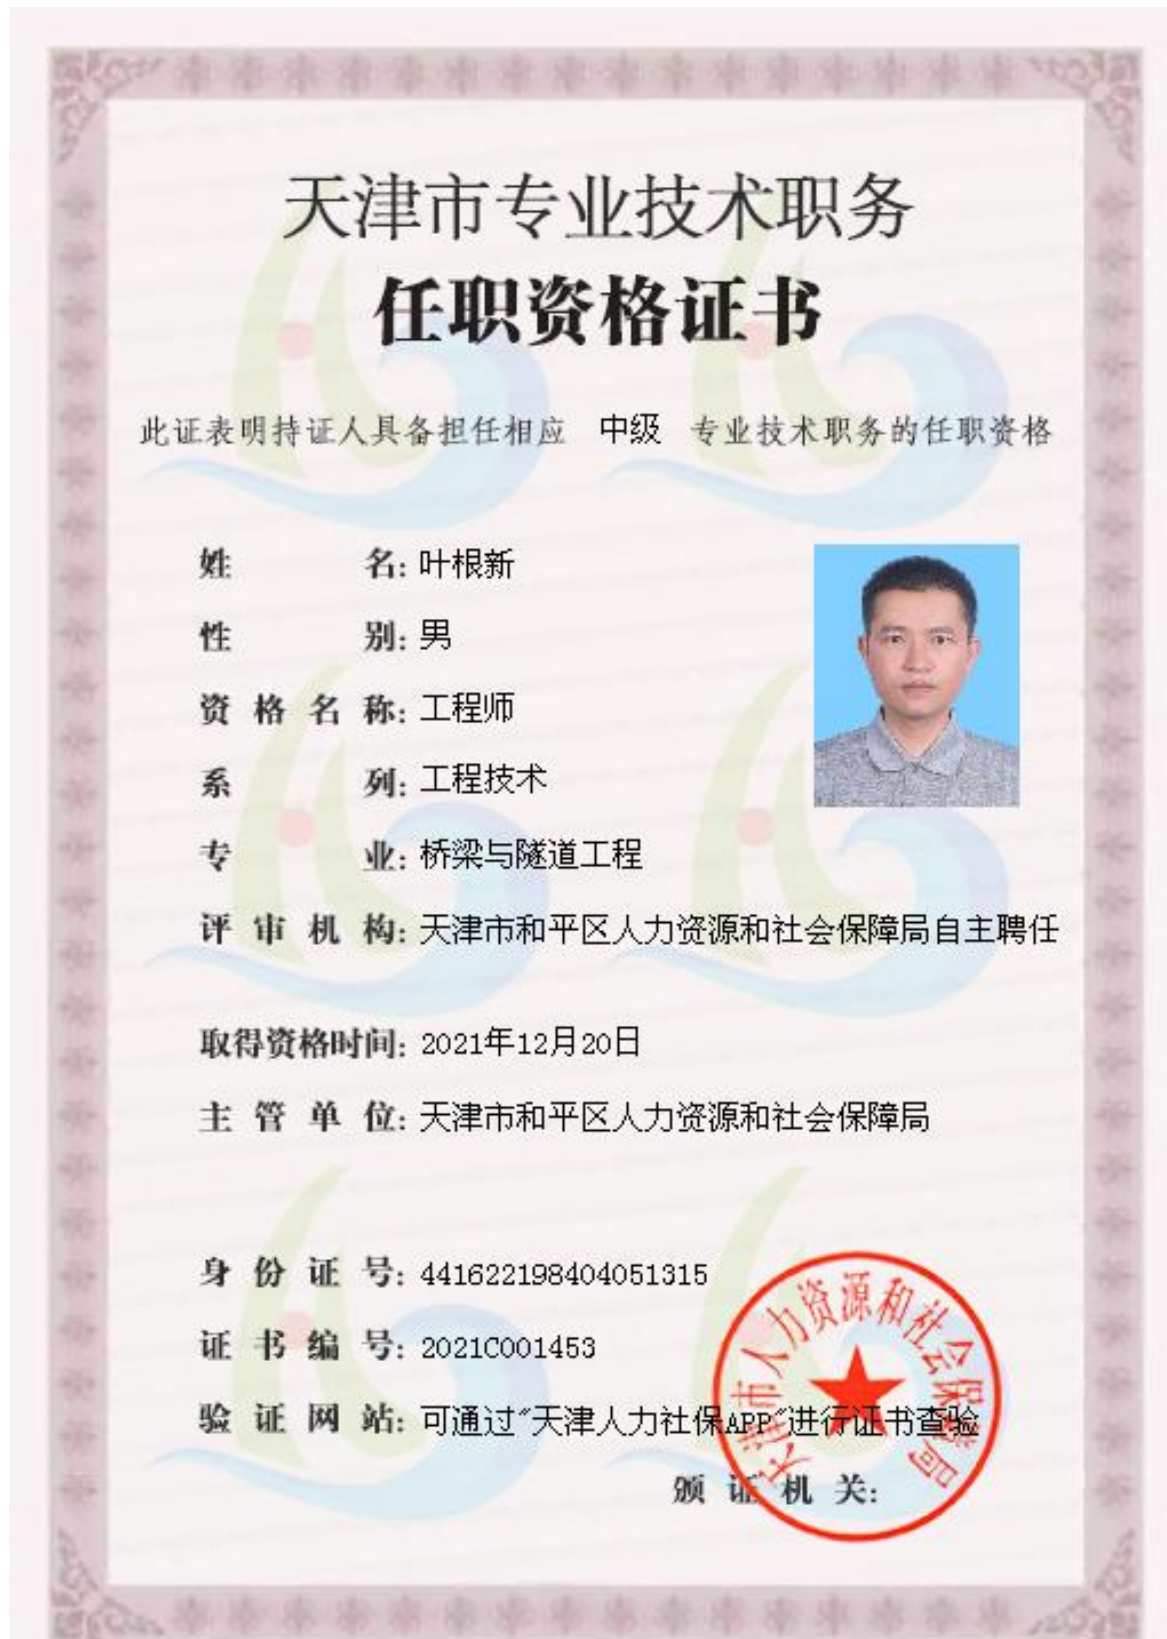 天津市专业技术职务
任职资格证书
此证表明持证人具备担任相应 中级 专业技术职务的任职资格
姓名：叶根新
性别：男
资格名称：工程师
系列：工程技术
专业：桥梁与隧道工程
评审机构：天津市和平区人力资源和社会保障局自主聘任
取得资格时间：2021年12月20日
主管单位：天津市和平区人力资源和社会保障局
身份证号：441622198404051315
证书编号：2021C001453
验证网站：可通过"天津人力社保APP"进行证书查验
颁证机关：
天津市人力资源和社会保障局